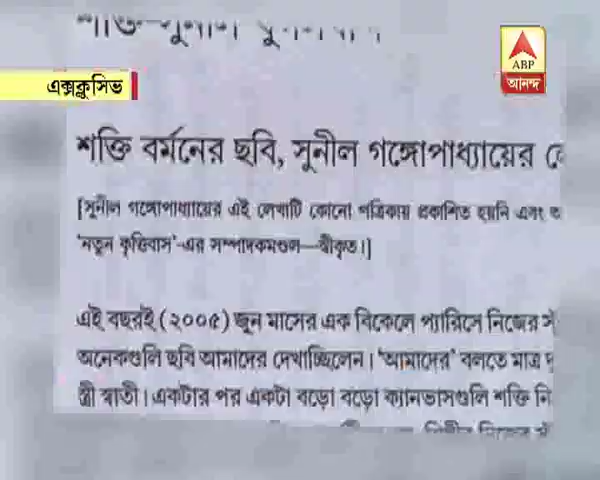 ABP
আনন্দ
এক্সক্লুসিভ
শক্তি বর্মনের ছবি, সুনীল গঙ্গোপাধ্যায়ের
[সুনীল গঙ্গোপাধ্যায়ের এই লেখাটি কোনো পত্রিকায় প্রকাশিত হয়নি এবং
'নতুন কৃত্তিবাস'-এর সম্পাদকমণ্ডল—স্বীকৃত।]
এই বছরই (২০০৫) জুন মাসের এক বিকেলে প্যারিসে নিজের
অনেকগুলি ছবি আমাদের দেখাচ্ছিলেন। 'আমাদের' বলতে মাত্র
স্ত্রী স্বাতী। একটার পর একটা বড়ো বড়ো ক্যানভাসগুলি শক্তি